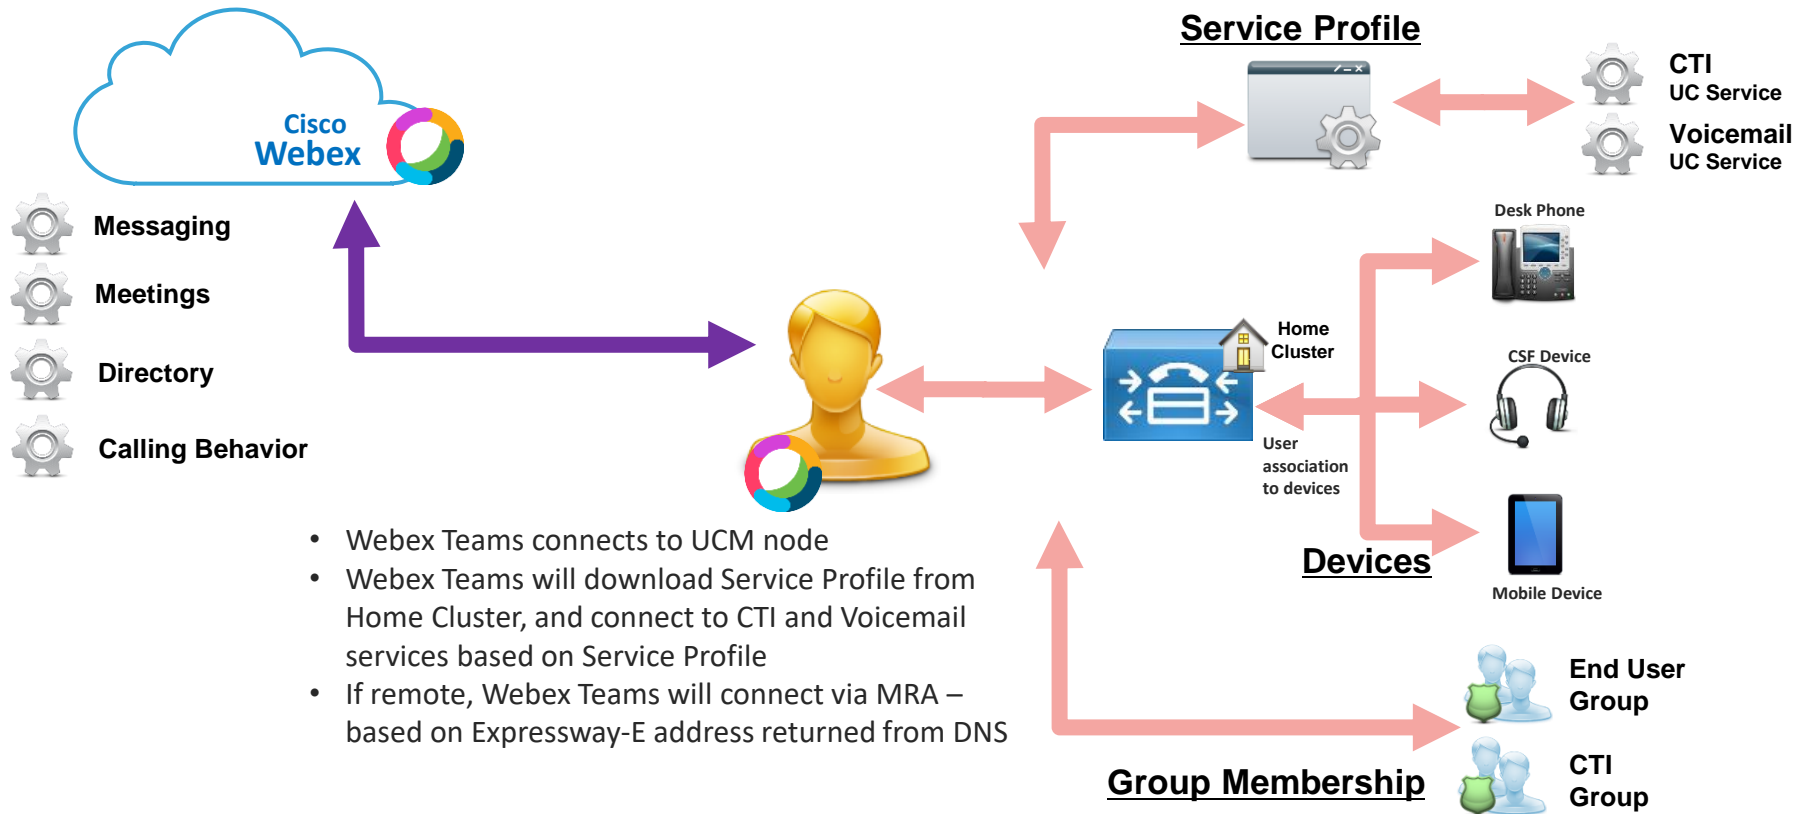 Service Profile
CTI
UC Service
Voicemail
UC Service
Cisco
Webex
Messaging
Meetings
Directory
Calling Behavior
Desk Phone
Home
Cluster
CSF Device
User
association
to devices
Devices
Mobile Device
• Webex Teams connects to UCM node
• Webex Teams will download Service Profile from
Home Cluster, and connect to CTI and Voicemail
services based on Service Profile
• If remote, Webex Teams will connect via MRA –
based on Expressway-E address returned from DNS
End User
Group
Group Membership
CTI
Group